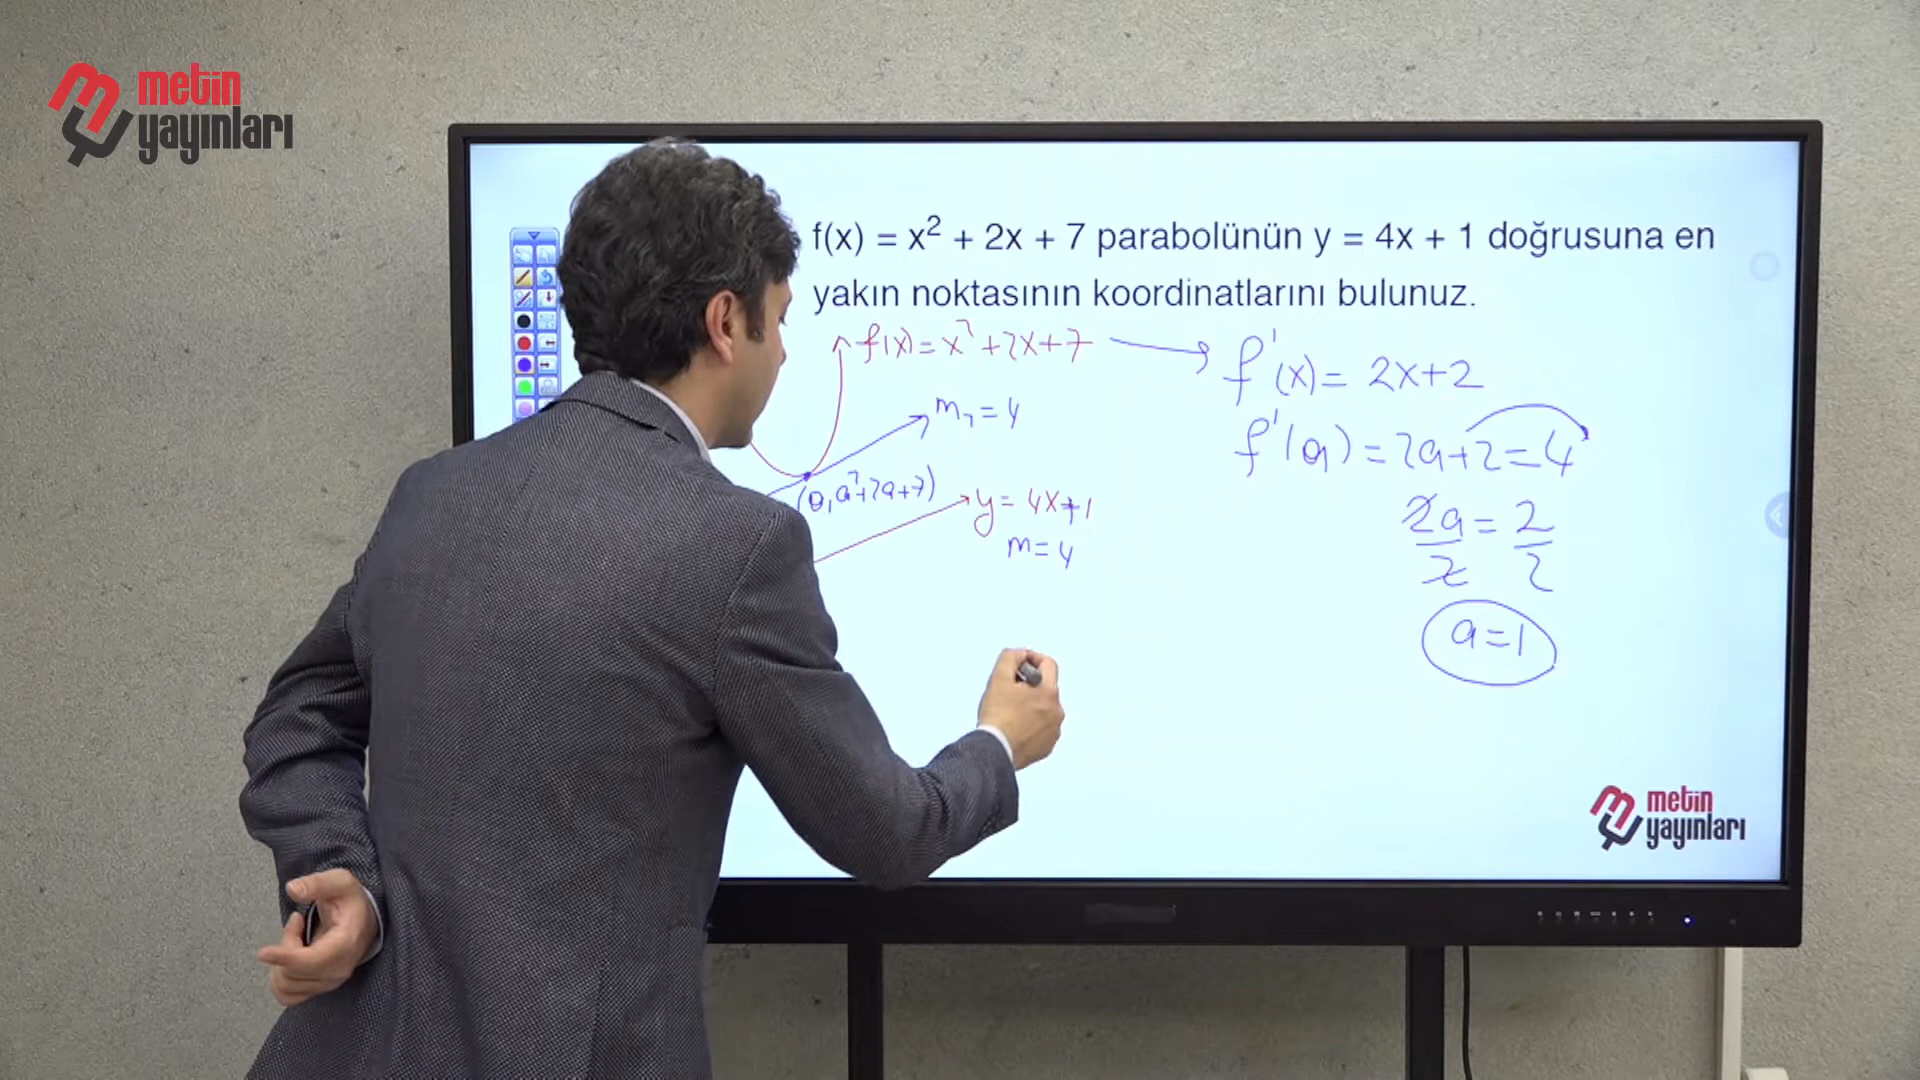 metin
yayınları
f(x) = x² + 2x + 7 parabolünün y = 4x + 1 doğrusuna en
yakın noktasının koordinatlarını bulunuz.
f(x) = x² + 2x + 7
f'(x) = 2x + 2
m₇ = 4
f'(a) = 2a + 2 = 4
(a, a² + 2a + 7)
y = 4x + 1
m = 4
2a = 2
2 2
a = 1
metin
yayınları